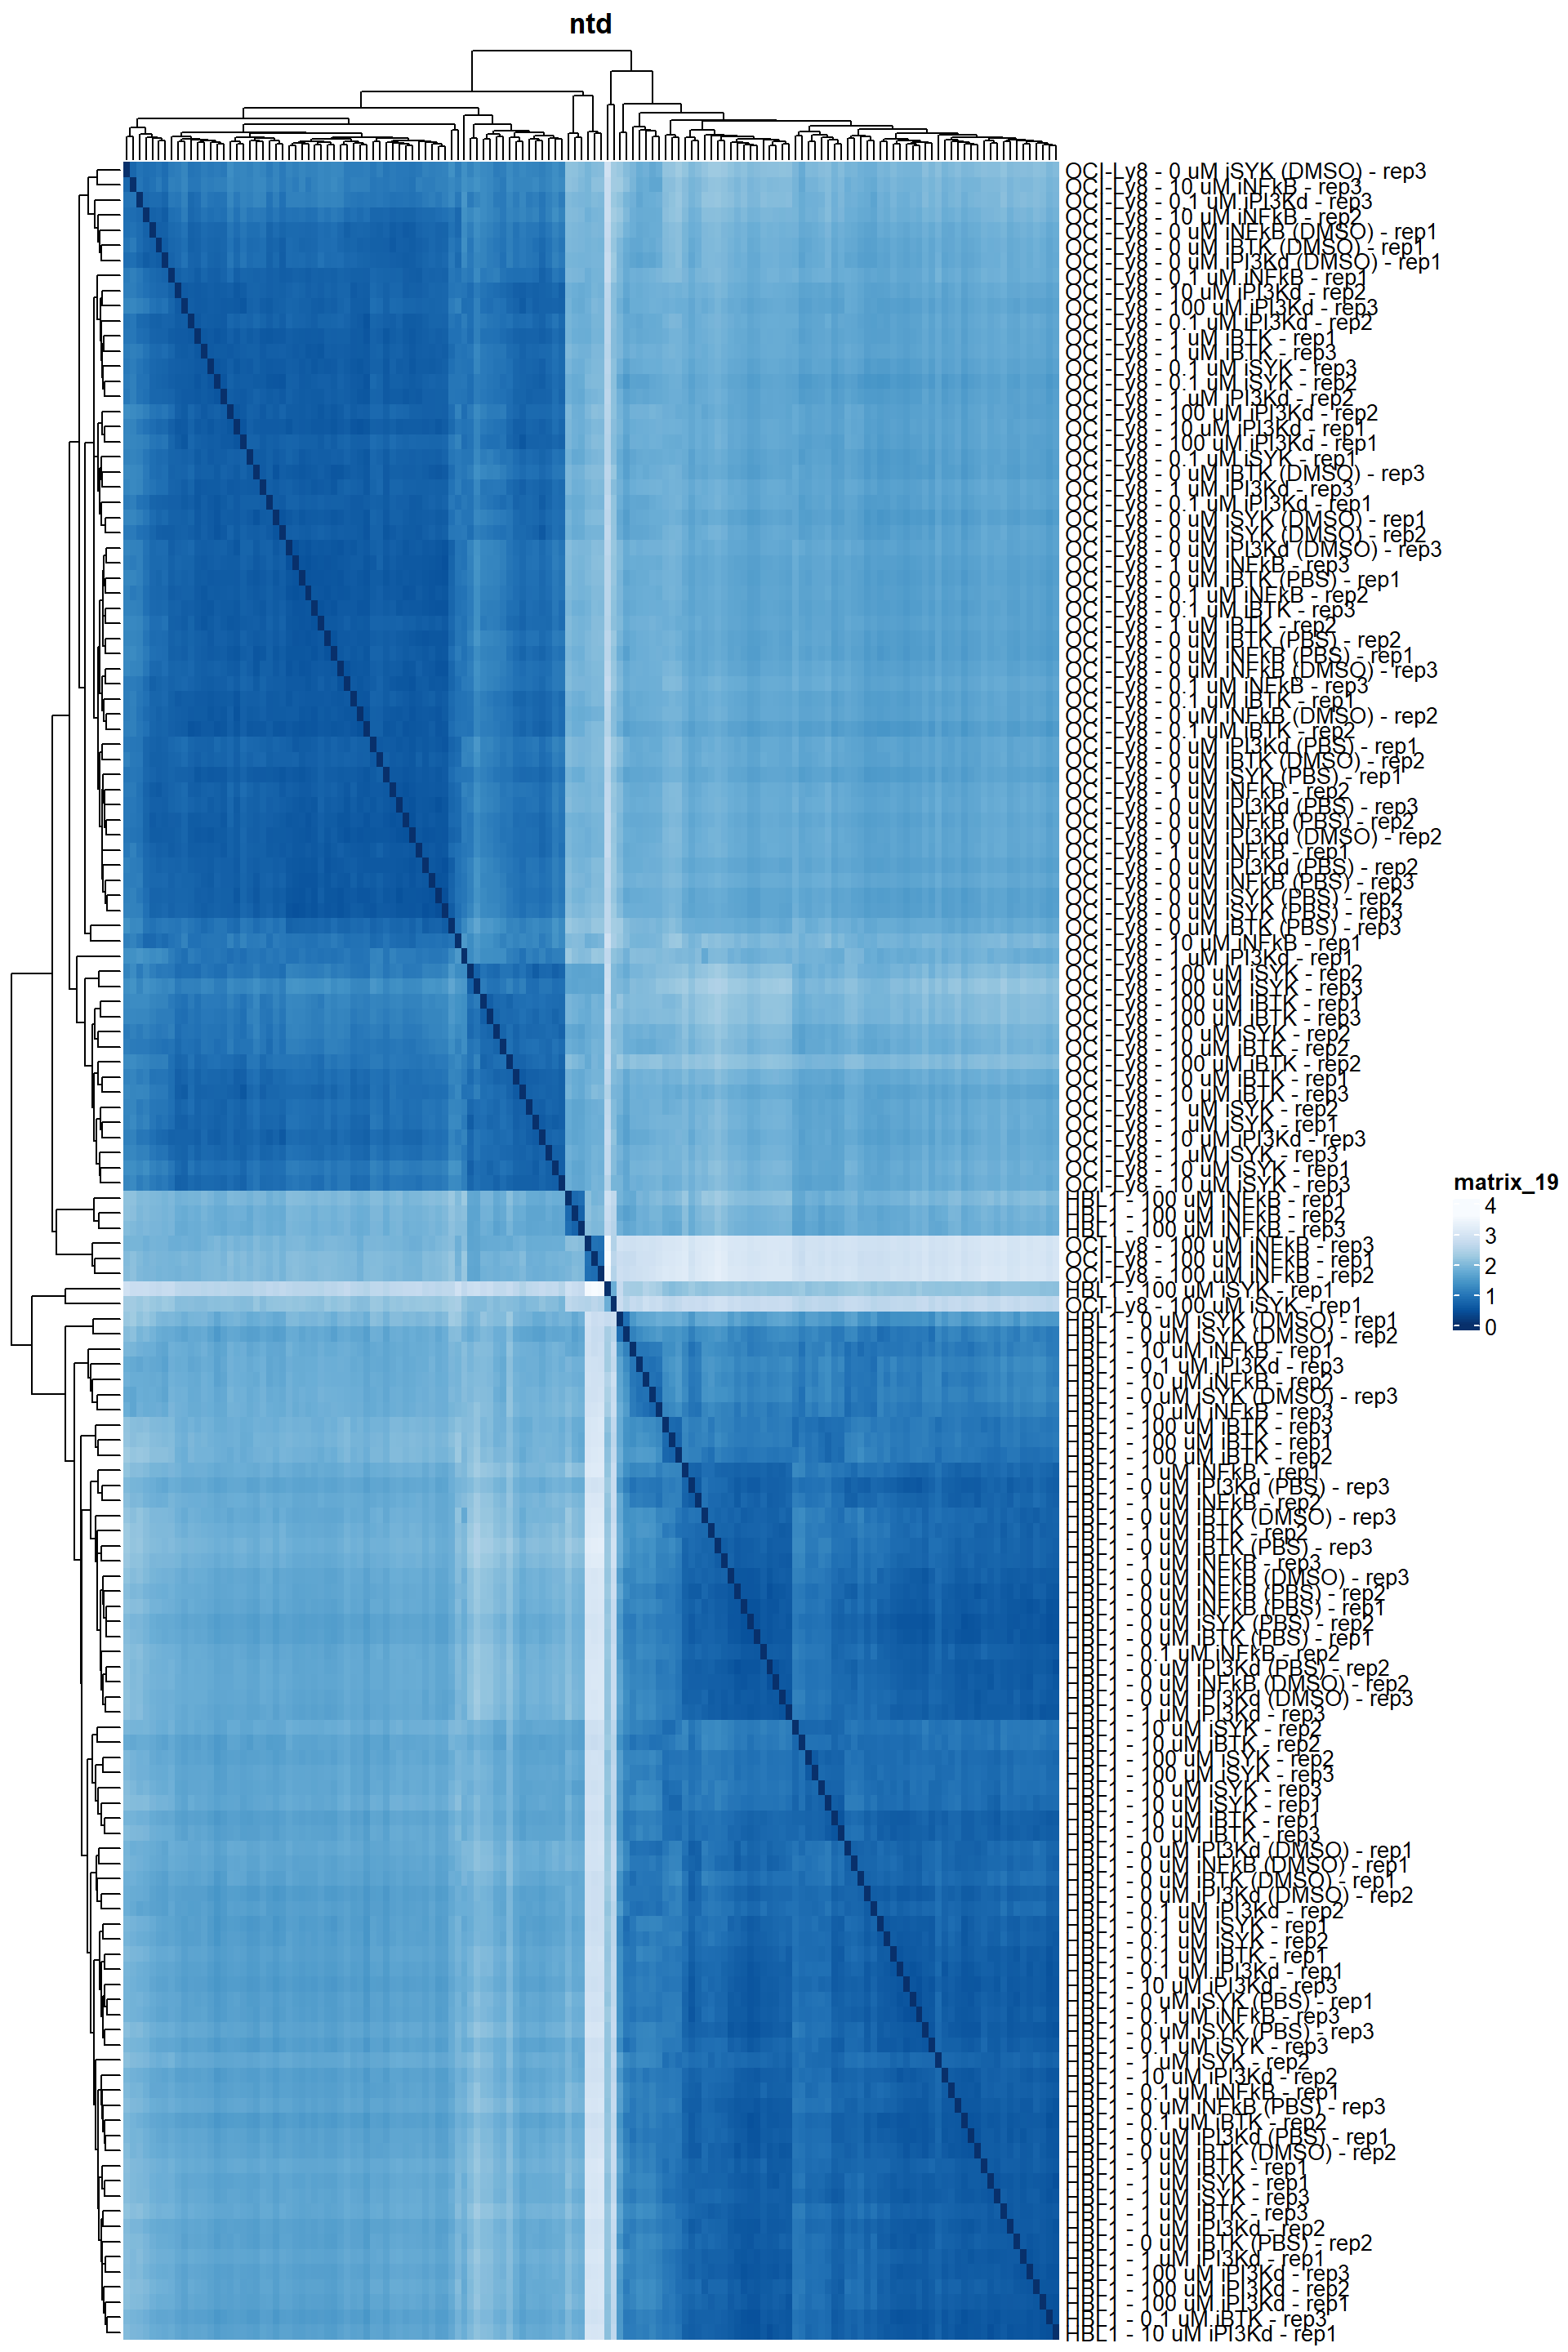 ntd
OCI-Ly8 - 0 uM iSYK (DMSO) - rep3
OCI-Ly8 - 10 uM iNFkB - rep3
OCI-Ly8 - 0.1 uM iPI3Kd - rep3
OCI-Ly8 - 10 uM iNFkB - rep2
OCI-Ly8 - 0 uM iNFkB (DMSO) - rep1
OCI-Ly8 - 0 uM iBTK (DMSO) - rep1
OCI-Ly8 - 0 uM iPI3Kd (DMSO) - rep1
OCI-Ly8 - 0.1 uM iNFkB - rep1
OCI-Ly8 - 10 uM iPI3Kd - rep2
OCI-Ly8 - 100 uM iPI3Kd - rep3
OCI-Ly8 - 0.1 uM iPI3Kd - rep2
OCI-Ly8 - 1 uM iBTK - rep1
OCI-Ly8 - 1 uM iBTK - rep3
OCI-Ly8 - 0.1 uM iSYK - rep3
OCI-Ly8 - 0.1 uM iSYK - rep2
OCI-Ly8 - 1 uM iPI3Kd - rep2
OCI-Ly8 - 100 uM iPI3Kd - rep2
OCI-Ly8 - 10 uM iPI3Kd - rep1
OCI-Ly8 - 100 uM iPI3Kd - rep1
OCI-Ly8 - 0.1 uM iSYK - rep1
OCI-Ly8 - 0 uM iBTK (DMSO) - rep3
OCI-Ly8 - 1 uM iPI3Kd - rep3
OCI-Ly8 - 0.1 uM iPI3Kd - rep1
OCI-Ly8 - 0 uM iSYK (DMSO) - rep1
OCI-Ly8 - 0 uM iSYK (DMSO) - rep2
OCI-Ly8 - 0 uM iPI3Kd (DMSO) - rep3
OCI-Ly8 - 1 uM iNFkB - rep3
OCI-Ly8 - 0 uM iBTK (PBS) - rep1
OCI-Ly8 - 0.1 uM iNFkB - rep2
OCI-Ly8 - 0.1 uM iBTK - rep3
OCI-Ly8 - 1 uM iBTK - rep2
OCI-Ly8 - 0 uM iBTK (PBS) - rep2
OCI-Ly8 - 0 uM iNFkB (PBS) - rep1
OCI-Ly8 - 0 uM iNFkB (DMSO) - rep3
OCI-Ly8 - 0.1 uM iNFkB - rep3
OCI-Ly8 - 0.1 uM iBTK - rep1
OCI-Ly8 - 0 uM iNFkB (DMSO) - rep2
OCI-Ly8 - 0.1 uM iBTK - rep2
OCI-Ly8 - 0 uM iPI3Kd (PBS) - rep1
OCI-Ly8 - 0 uM iBTK (DMSO) - rep2
OCI-Ly8 - 0 uM iSYK (PBS) - rep1
OCI-Ly8 - 1 uM iNFkB - rep2
OCI-Ly8 - 0 uM iPI3Kd (PBS) - rep3
OCI-Ly8 - 0 uM iNFkB (PBS) - rep2
OCI-Ly8 - 0 uM iPI3Kd (DMSO) - rep2
OCI-Ly8 - 1 uM iNFkB - rep1
OCI-Ly8 - 0 uM iPI3Kd (PBS) - rep2
OCI-Ly8 - 0 uM iNFkB (PBS) - rep3
OCI-Ly8 - 0 uM iSYK (PBS) - rep2
OCI-Ly8 - 0 uM iSYK (PBS) - rep3
OCI-Ly8 - 0 uM iBTK (PBS) - rep3
OCI-Ly8 - 10 uM iNFkB - rep1
OCI-Ly8 - 1 uM iPI3Kd - rep1
OCI-Ly8 - 100 uM iSYK - rep2
OCI-Ly8 - 100 uM iSYK - rep3
OCI-Ly8 - 100 uM iBTK - rep1
OCI-Ly8 - 100 uM iBTK - rep3
OCI-Ly8 - 10 uM iSYK - rep2
OCI-Ly8 - 10 uM iBTK - rep2
OCI-Ly8 - 100 uM iBTK - rep2
OCI-Ly8 - 10 uM iBTK - rep1
OCI-Ly8 - 10 uM iBTK - rep3
OCI-Ly8 - 1 uM iSYK - rep2
OCI-Ly8 - 1 uM iSYK - rep1
OCI-Ly8 - 10 uM iPI3Kd - rep3
OCI-Ly8 - 1 uM iSYK - rep3
OCI-Ly8 - 10 uM iSYK - rep1
OCI-Ly8 - 10 uM iSYK - rep3
HBL1 - 100 uM iNFkB - rep1
HBL1 - 100 uM iNFkB - rep2
HBL1 - 100 uM iNFkB - rep3
OCI-Ly8 - 100 uM iNFkB - rep3
OCI-Ly8 - 100 uM iNFkB - rep1
OCI-Ly8 - 100 uM iNFkB - rep2
HBL1 - 100 uM iSYK - rep1
OCI-Ly8 - 100 uM iSYK - rep1
HBL1 - 0 uM iSYK (DMSO) - rep1
HBL1 - 0 uM iSYK (DMSO) - rep2
HBL1 - 10 uM iNFkB - rep1
HBL1 - 0.1 uM iPI3Kd - rep3
HBL1 - 10 uM iNFkB - rep2
HBL1 - 0 uM iSYK (DMSO) - rep3
HBL1 - 10 uM iNFkB - rep3
HBL1 - 100 uM iBTK - rep3
HBL1 - 100 uM iBTK - rep1
HBL1 - 100 uM iBTK - rep2
HBL1 - 1 uM iNFkB - rep1
HBL1 - 0 uM iPI3Kd (PBS) - rep3
HBL1 - 1 uM iNFkB - rep2
HBL1 - 0 uM iBTK (DMSO) - rep3
HBL1 - 1 uM iBTK - rep2
HBL1 - 0 uM iBTK (PBS) - rep3
HBL1 - 1 uM iNFkB - rep3
HBL1 - 0 uM iNFkB (DMSO) - rep3
HBL1 - 0 uM iNFkB (PBS) - rep2
HBL1 - 0 uM iNFkB (PBS) - rep1
HBL1 - 0 uM iSYK (PBS) - rep2
HBL1 - 0 uM iBTK (PBS) - rep1
HBL1 - 0.1 uM iNFkB - rep2
HBL1 - 0 uM iPI3Kd (PBS) - rep2
HBL1 - 0 uM iNFkB (DMSO) - rep2
HBL1 - 0 uM iPI3Kd (DMSO) - rep3
HBL1 - 1 uM iPI3Kd - rep3
HBL1 - 10 uM iSYK - rep2
HBL1 - 10 uM iBTK - rep2
HBL1 - 100 uM iSYK - rep2
HBL1 - 100 uM iSYK - rep3
HBL1 - 10 uM iSYK - rep3
HBL1 - 10 uM iSYK - rep1
HBL1 - 10 uM iBTK - rep1
HBL1 - 10 uM iBTK - rep3
HBL1 - 0 uM iPI3Kd (DMSO) - rep1
HBL1 - 0 uM iNFkB (DMSO) - rep1
HBL1 - 0 uM iBTK (DMSO) - rep1
HBL1 - 0 uM iPI3Kd (DMSO) - rep2
HBL1 - 0.1 uM iPI3Kd - rep2
HBL1 - 0.1 uM iSYK - rep1
HBL1 - 0.1 uM iSYK - rep2
HBL1 - 0.1 uM iBTK - rep1
HBL1 - 0.1 uM iPI3Kd - rep1
HBL1 - 10 uM iPI3Kd - rep3
HBL1 - 0 uM iSYK (PBS) - rep1
HBL1 - 0.1 uM iNFkB - rep3
HBL1 - 0 uM iSYK (PBS) - rep3
HBL1 - 0.1 uM iSYK - rep3
HBL1 - 1 uM iSYK - rep2
HBL1 - 10 uM iPI3Kd - rep2
HBL1 - 0.1 uM iNFkB - rep1
HBL1 - 0 uM iNFkB (PBS) - rep3
HBL1 - 0.1 uM iBTK - rep2
HBL1 - 0 uM iPI3Kd (PBS) - rep1
HBL1 - 0 uM iBTK (DMSO) - rep2
HBL1 - 1 uM iBTK - rep1
HBL1 - 1 uM iSYK - rep1
HBL1 - 1 uM iSYK - rep3
HBL1 - 1 uM iBTK - rep3
HBL1 - 1 uM iPI3Kd - rep2
HBL1 - 0 uM iBTK (PBS) - rep2
HBL1 - 1 uM iPI3Kd - rep1
HBL1 - 100 uM iPI3Kd - rep3
HBL1 - 100 uM iPI3Kd - rep2
HBL1 - 100 uM iPI3Kd - rep1
HBL1 - 0.1 uM iBTK - rep3
HBL1 - 10 uM iPI3Kd - rep1
matrix_19
4
3
2
1
0